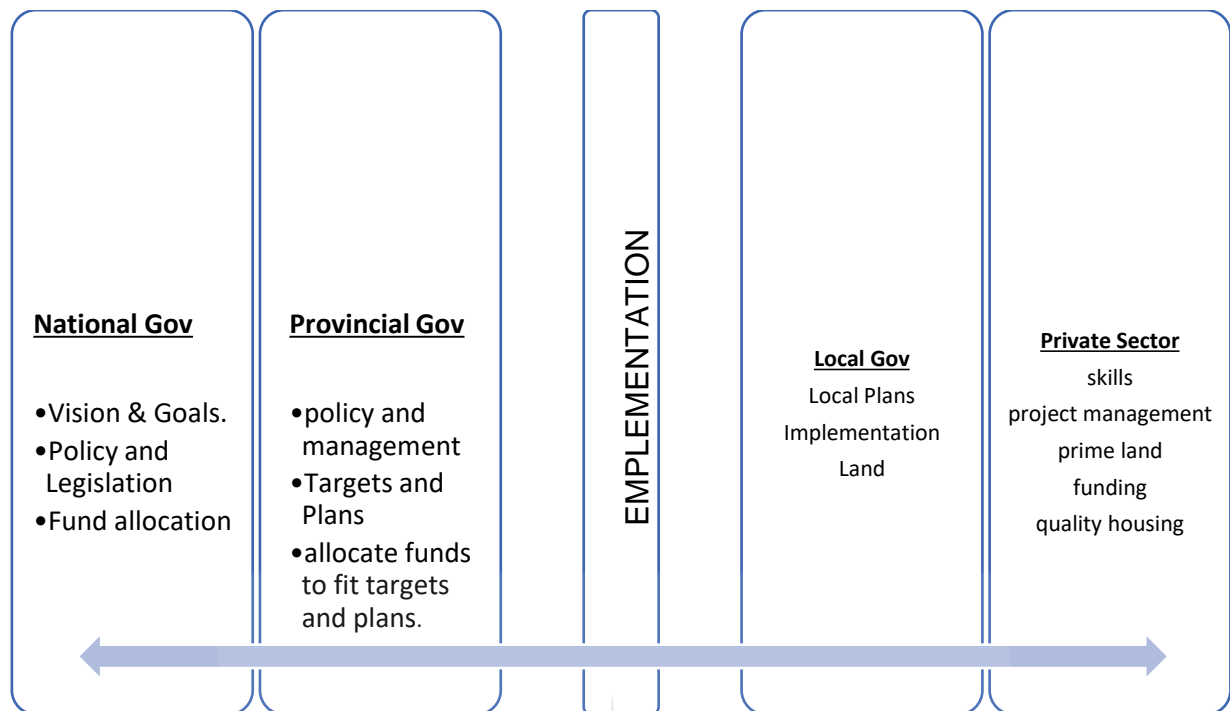 National Gov
•Vision & Goals.
•Policy and
Legislation
•Fund allocation
Provincial Gov
•policy and
management
•Targets and
Plans
•allocate funds
to fit targets
and plans.
EMPLEMENTATION
Local Gov
Local Plans
Implementation
Land
Private Sector
skills
project management
prime land
funding
quality housing